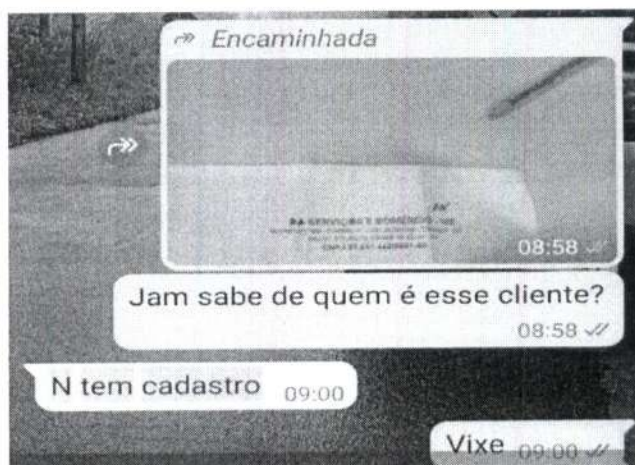 Encaminhada
08:58
Jam sabe de quem é esse cliente?
08:58
N tem cadastro 09:00
Vixe 09:00